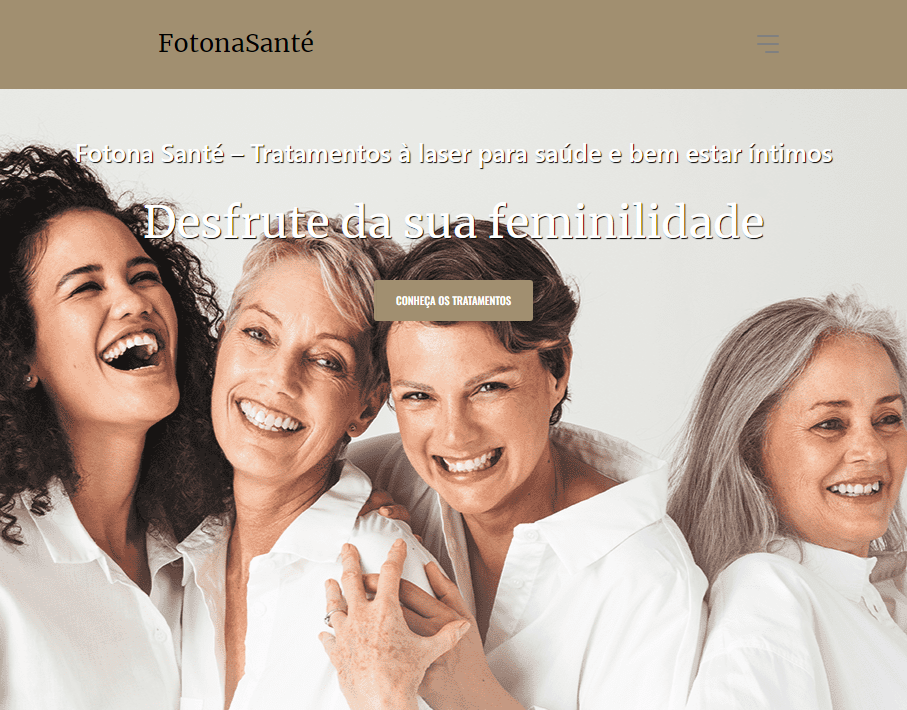 FotonaSanté
Fotona Santé – Tratamentos à laser para saúde e bem estar íntimos
Desfrute da sua feminilidade
CONHEÇA OS TRATAMENTOS